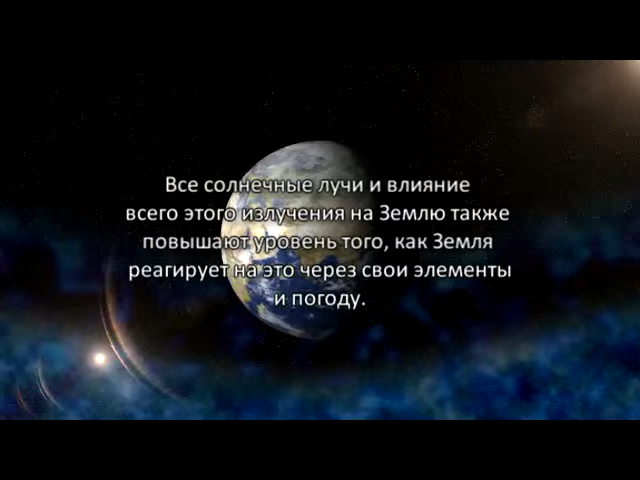 Все солнечные лучи и влияние
всего этого излучения на Землю также
повышают уровень того, как Земля
реагирует на это через свои элементы
и погоду.